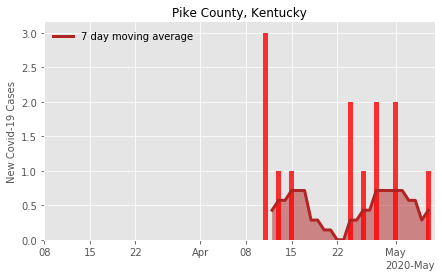 Pike County, Kentucky
7 day moving average
New Covid-19 Cases
3.0
2.5
2.0
1.5
1.0
0.5
0.0
08 15 22 Apr 08 15 22 May
2020-May